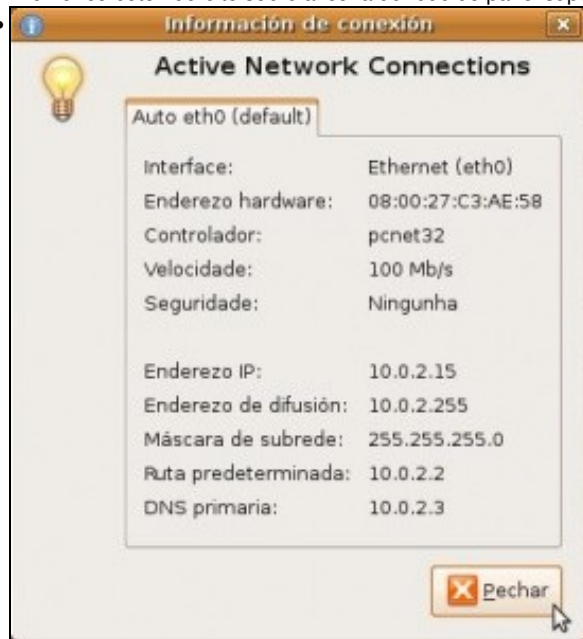 Información de conexión
Active Network Connections
Auto eth0 (default)
Interface: Ethernet (eth0)
Enderezo hardware: 08:00:27:C3:AE:58
Controlador: pcnet32
Velocidade: 100 Mb/s
Seguridade: Ningunha
Enderezo IP: 10.0.2.15
Enderezo de difusión: 10.0.2.255
Máscara de subrede: 255.255.255.0
Ruta predeterminada: 10.0.2.2
DNS primaria: 10.0.2.3
Pechar